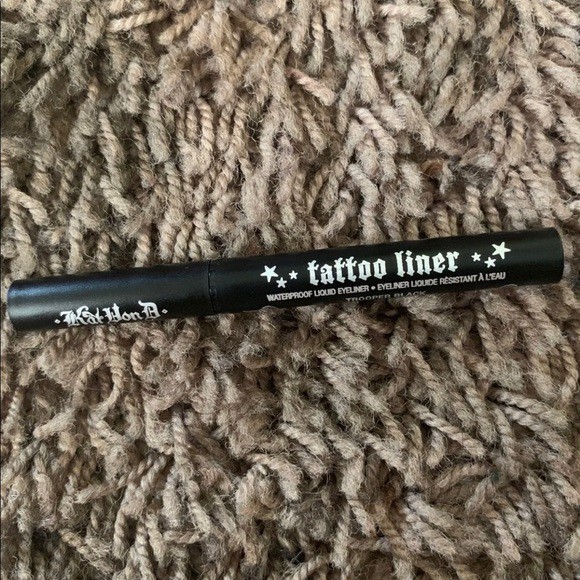 Kat Von D
tattoo liner
WATERPROOF LIQUID EYELINER • EYELINER LIQUIDE RÉSISTANT À L'EAU
TROOPER BLACK